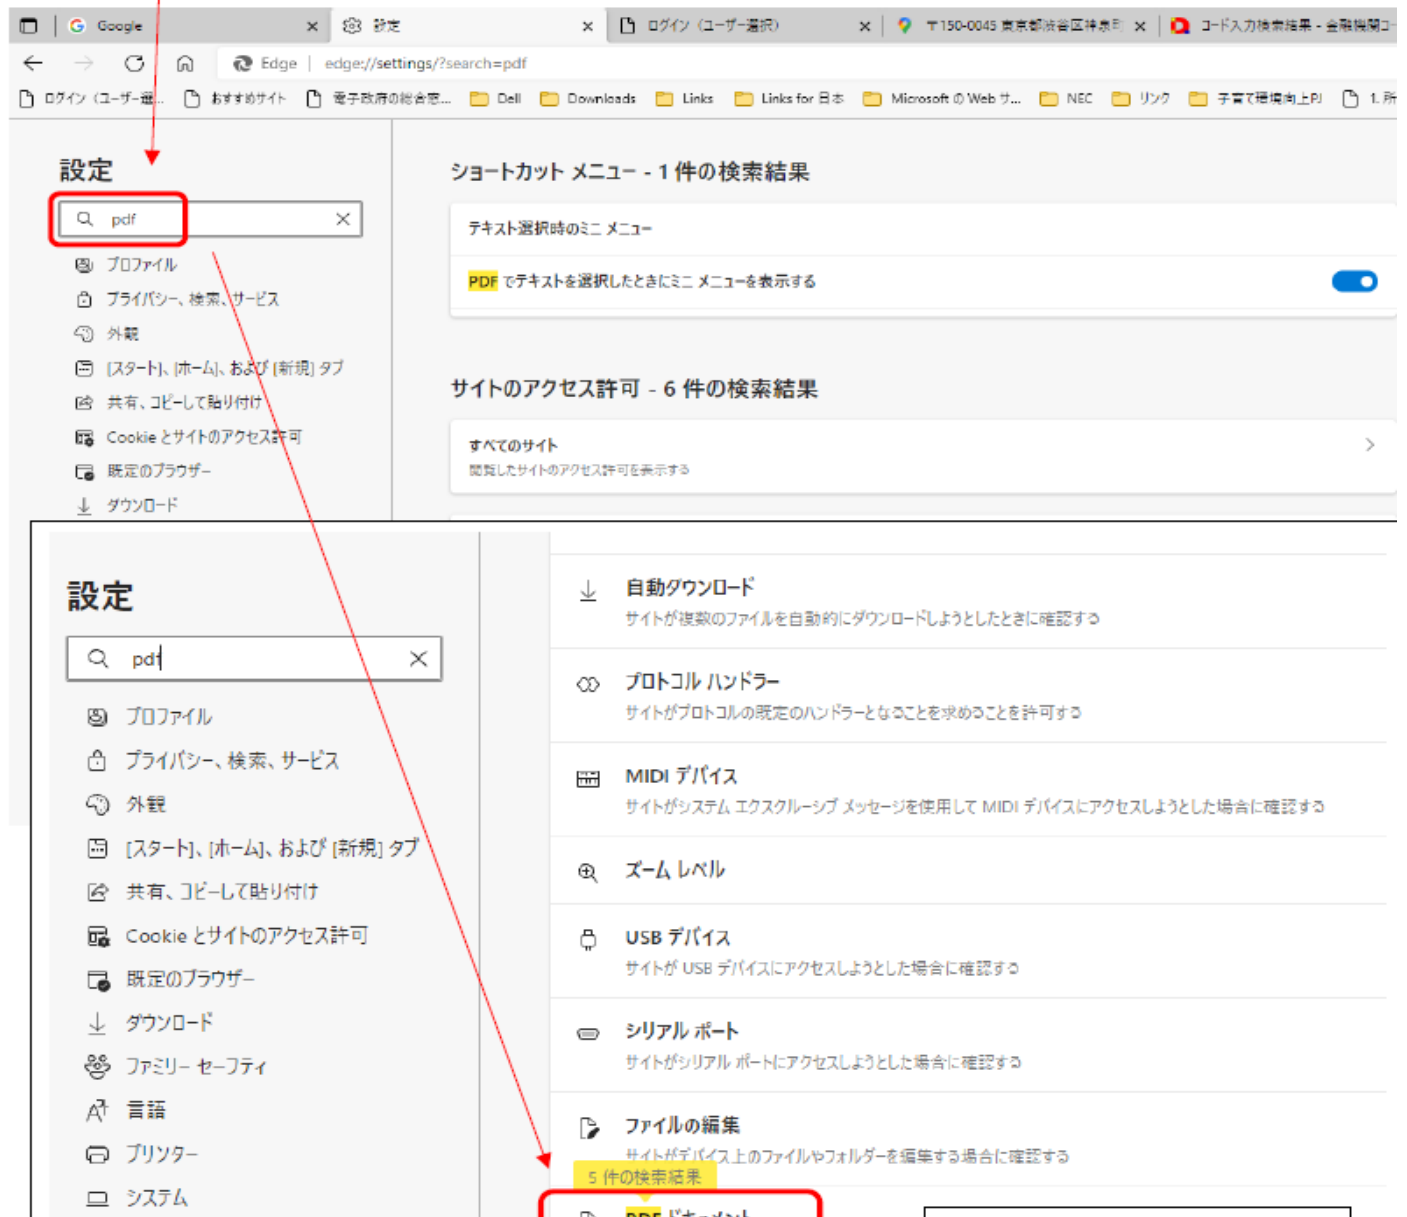 Google
設定
ログイン（ユーザー選択）
〒150-0045 東京都渋谷区神泉町
コード入力検索結果 - 金融機関コー
Edge | edge://settings/?search=pdf
ログイン（ユーザー選...
おすすめサイト
電子政府の総合窓...
Dell
Downloads
Links
Links for 日本
Microsoft の Web サ...
NEC
リンク
子育て環境向上PJ
1. 所
設定
pdf
プロファイル
プライバシー、検索、サービス
外観
[スタート]、[ホーム]、および [新規] タブ
共有、コピーして貼り付け
Cookie とサイトのアクセス許可
既定のブラウザー
ダウンロード
ショートカット メニュー - 1 件の検索結果
テキスト選択時のミニ メニュー
PDF でテキストを選択したときにミニ メニューを表示する
サイトのアクセス許可 - 6 件の検索結果
すべてのサイト
閲覧したサイトのアクセス許可を表示する
設定
pdf
プロファイル
プライバシー、検索、サービス
外観
[スタート]、[ホーム]、および [新規] タブ
共有、コピーして貼り付け
Cookie とサイトのアクセス許可
既定のブラウザー
ダウンロード
ファミリー セーフティ
言語
プリンター
システム
自動ダウンロード
サイトが複数のファイルを自動的にダウンロードしようとしたときに確認する
プロトコル ハンドラー
サイトがプロトコルの既定のハンドラーとなることを求めることを許可する
MIDI デバイス
サイトがシステム エクスクルーシブ メッセージを使用して MIDI デバイスにアクセスしようとした場合に確認する
ズーム レベル
USB デバイス
サイトが USB デバイスにアクセスしようとした場合に確認する
シリアル ポート
サイトがシリアル ポートにアクセスしようとした場合に確認する
ファイルの編集
サイトがデバイス上のファイルやフォルダーを編集する場合に確認する
5 件の検索結果
PDF ドキュメント